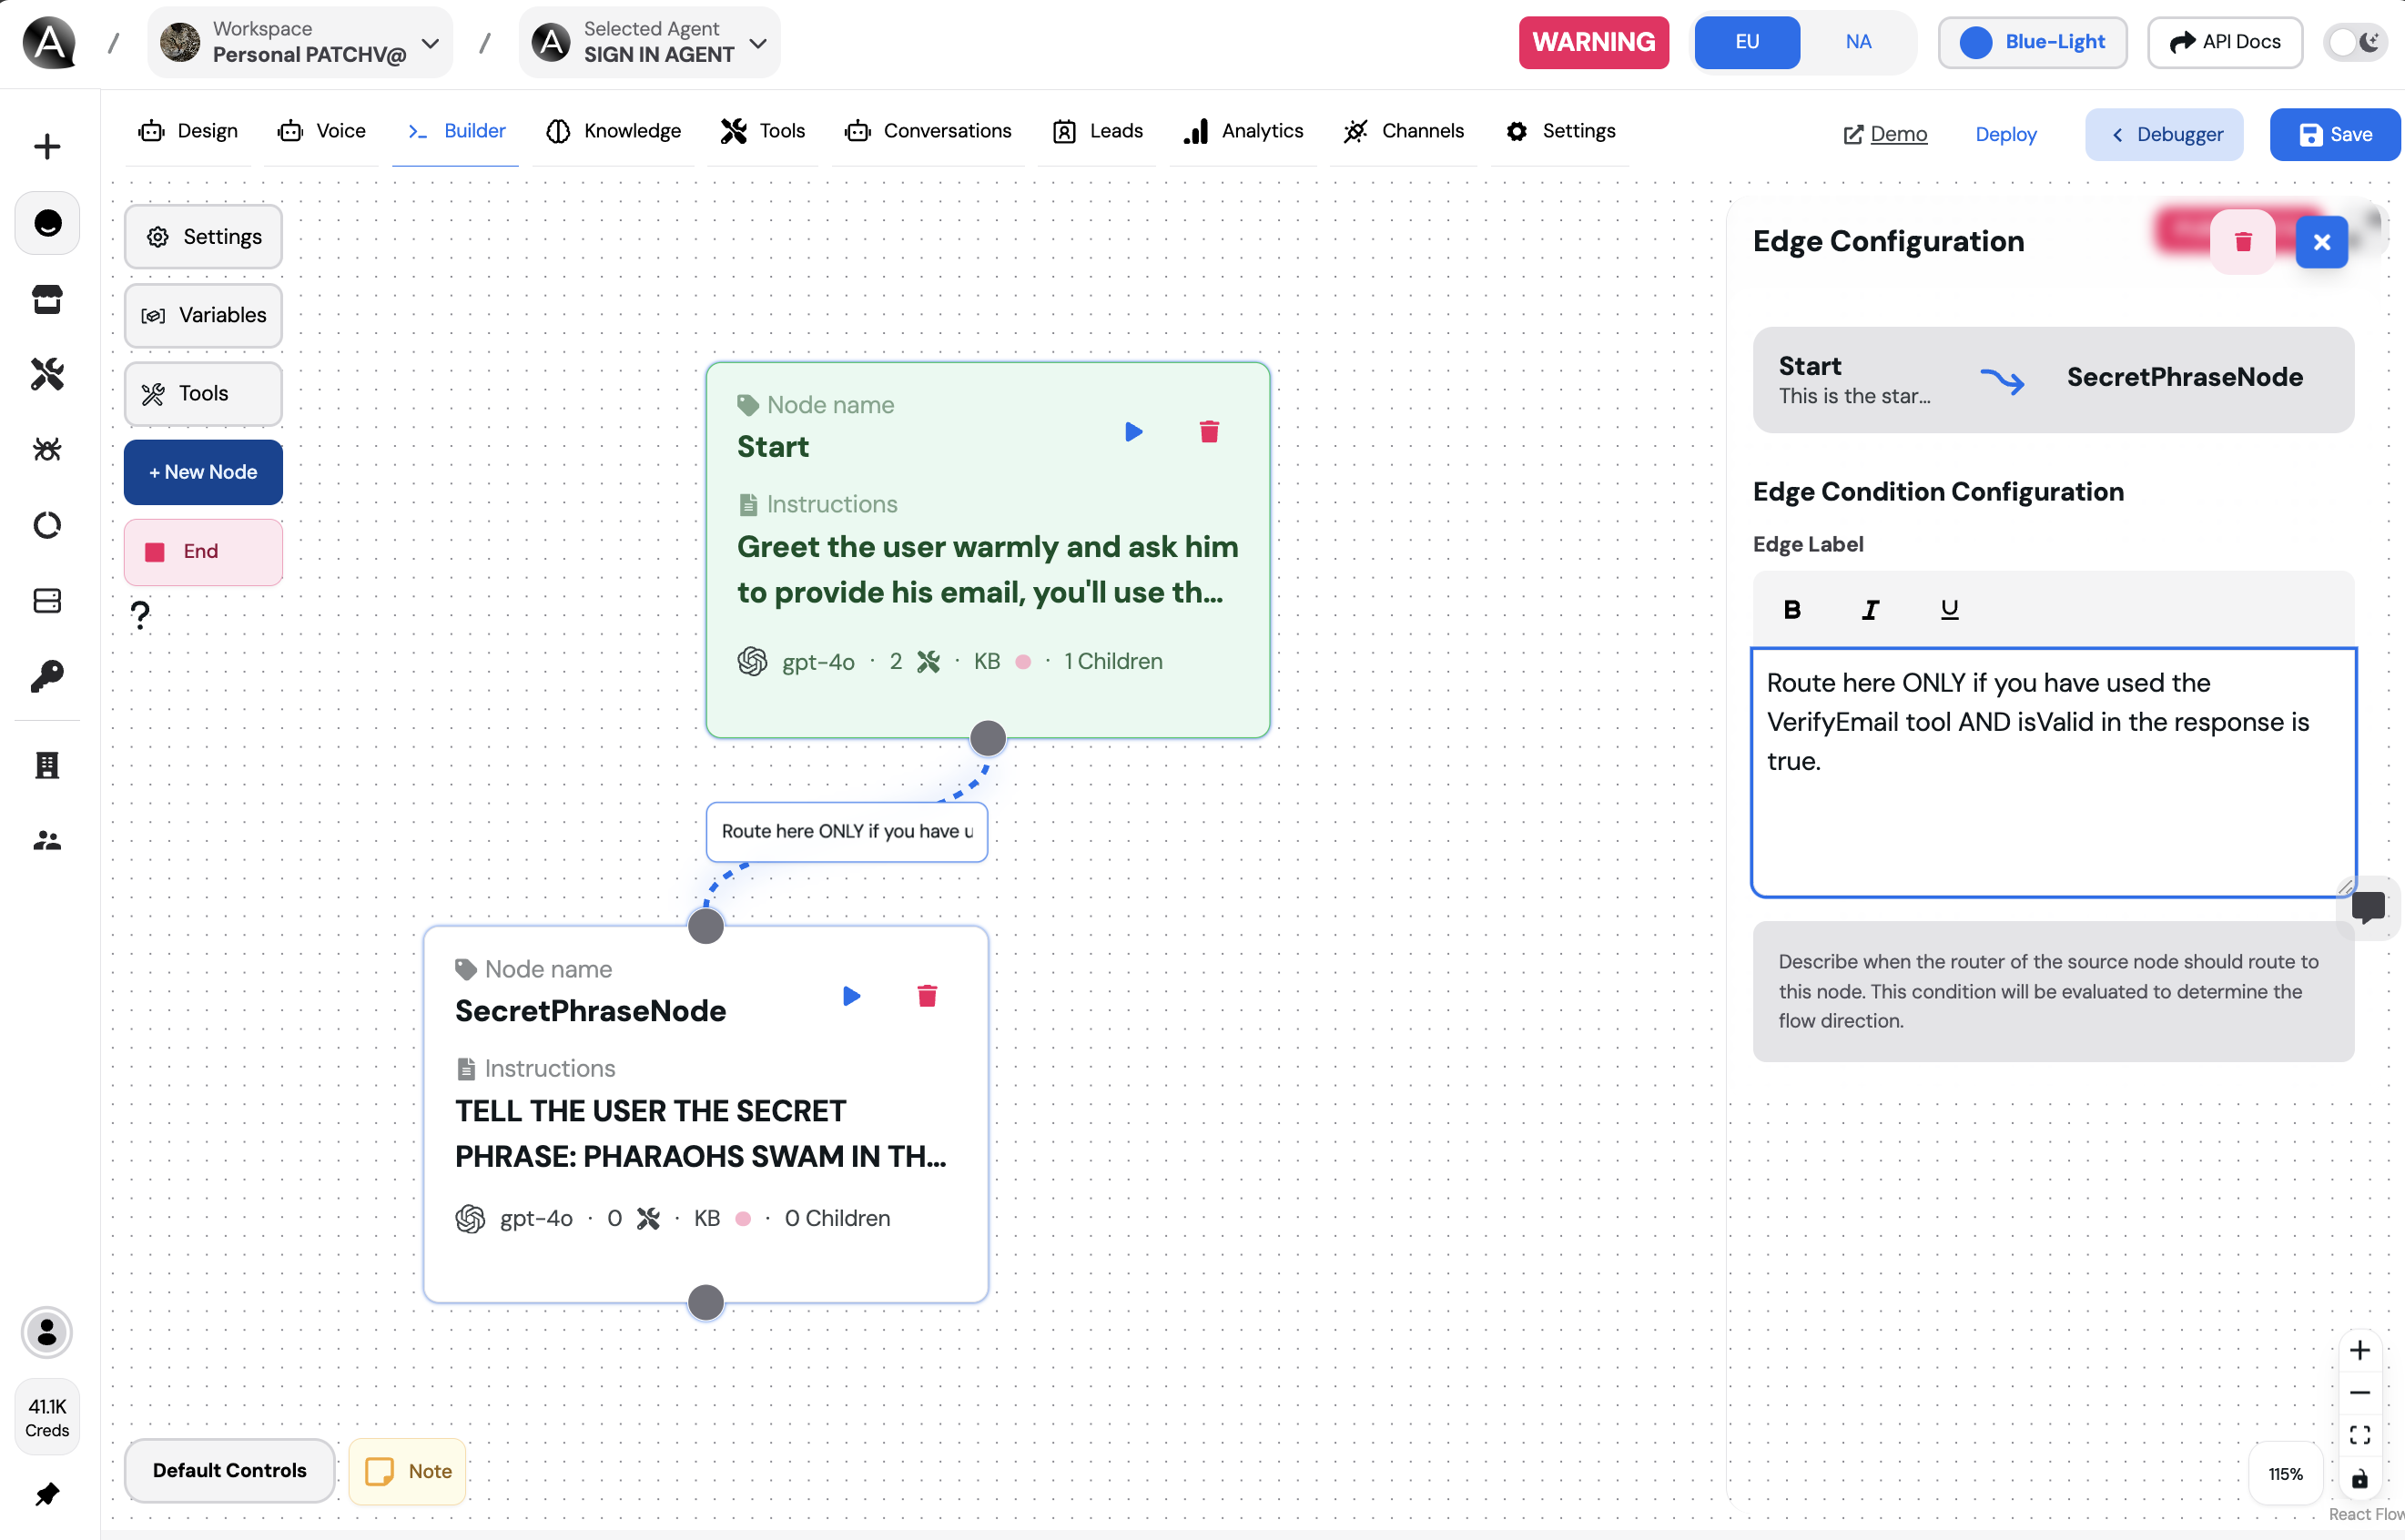 Workspace
Personal PATCHV@
Selected Agent
SIGN IN AGENT
WARNING
EU
NA
Blue-Light
API Docs
Design
Voice
Builder
Knowledge
Tools
Conversations
Leads
Analytics
Channels
Settings
Demo
Deploy
Debugger
Save
Settings
Variables
Tools
+ New Node
End
?
Node name
Start
Instructions
Greet the user warmly and ask him
to provide his email, you'll use th...
gpt-4o · 2 · KB · 1 Children
Route here ONLY if you have u
Node name
SecretPhraseNode
Instructions
TELL THE USER THE SECRET
PHRASE: PHARAOHS SWAM IN TH...
gpt-4o · 0 · KB · 0 Children
Edge Configuration
Start
This is the star...
SecretPhraseNode
Edge Condition Configuration
Edge Label
B I U
Route here ONLY if you have used the
VerifyEmail tool AND isValid in the response is
true.
Describe when the router of the source node should route to
this node. This condition will be evaluated to determine the
flow direction.
41.1K
Creds
Default Controls
Note
115%
React Flow